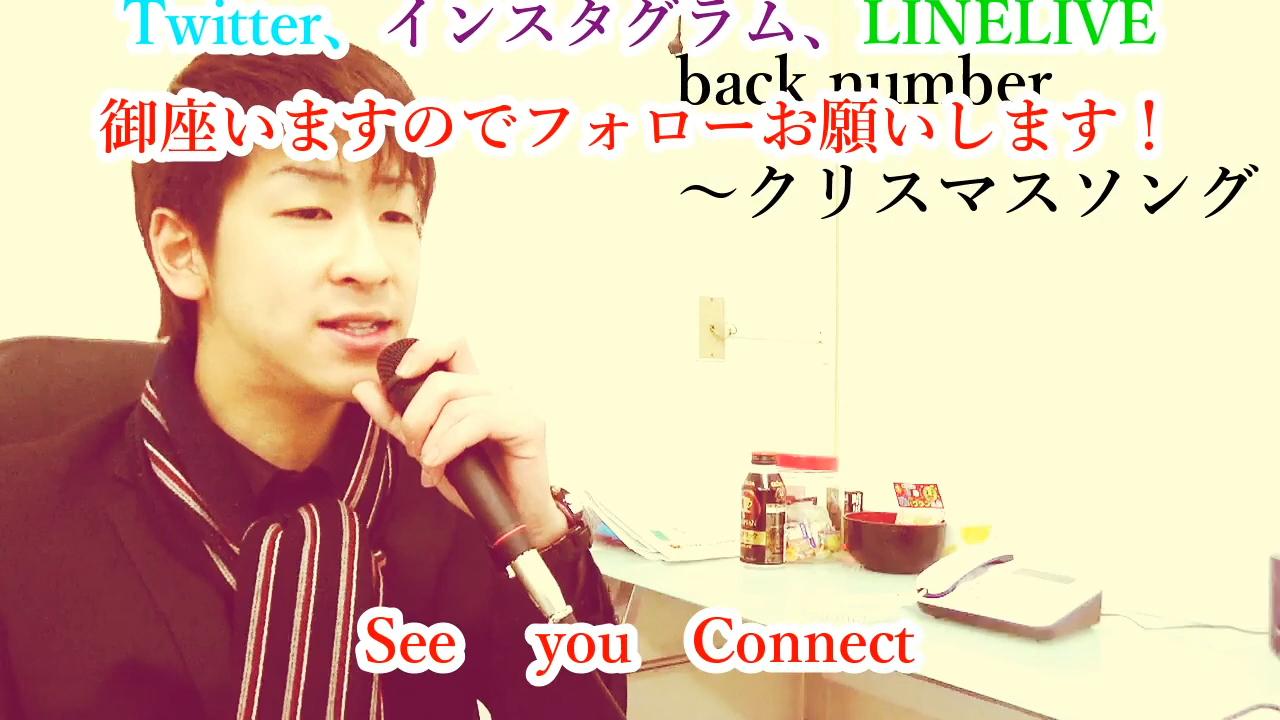 Twitter、インスタグラム、LINELIVE
back number
御座いますのでフォローお願いします！
～クリスマスソング
See you Connect